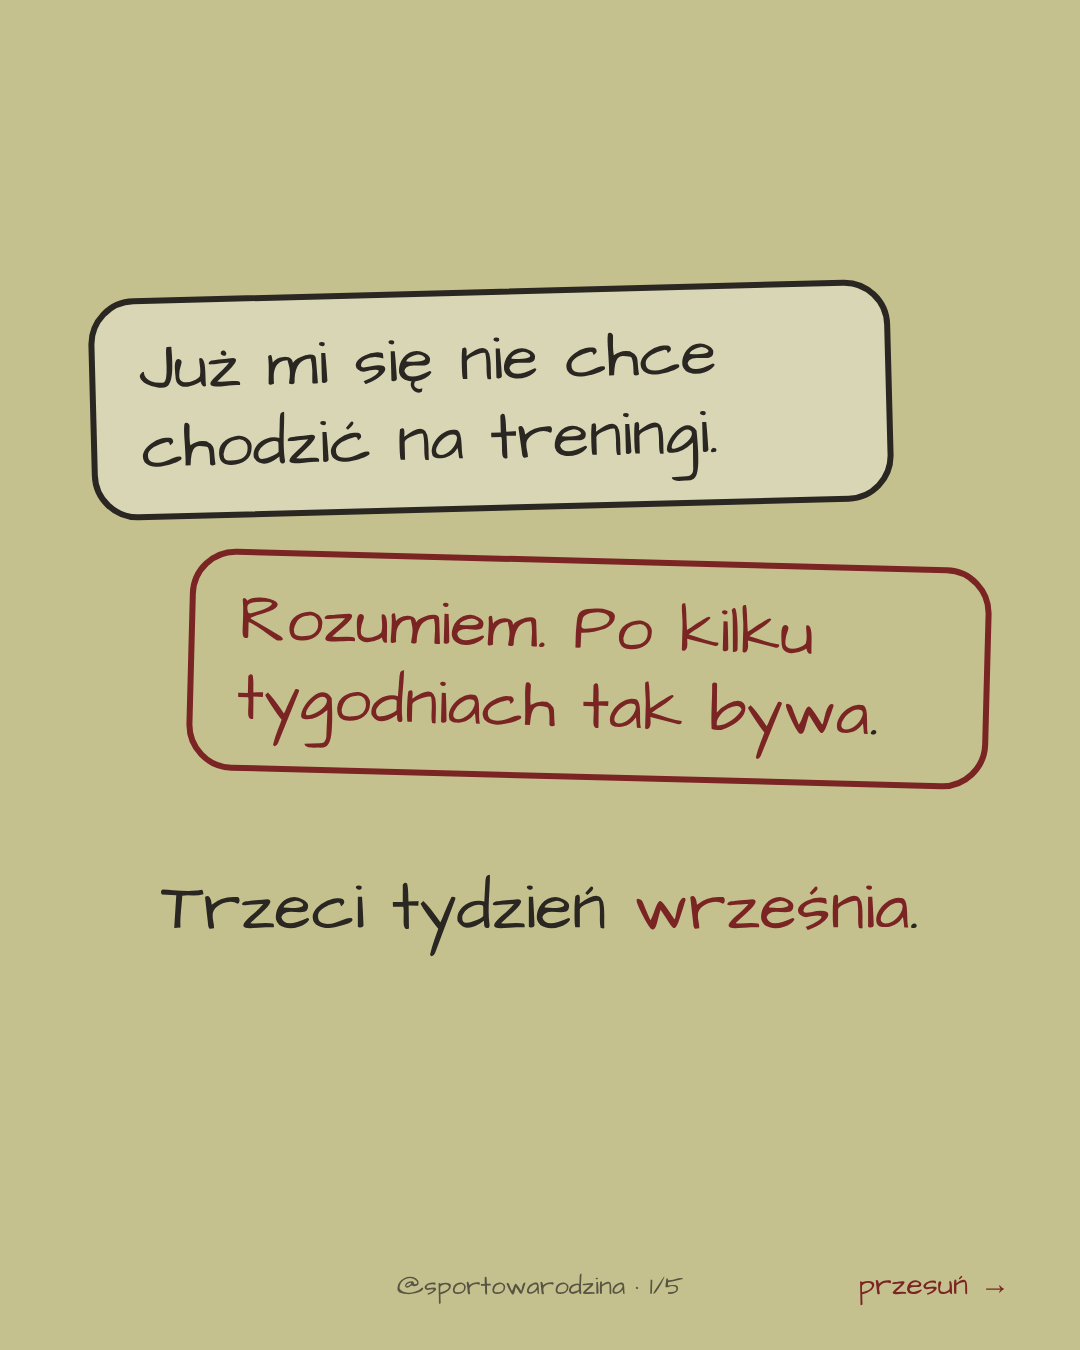 Już mi się nie chce
chodzić na treningi.
Rozumiem. Po kilku
tygodniach tak bywa.
Trzeci tydzień września.
@sportowarodzina · 1/5
przesuń →